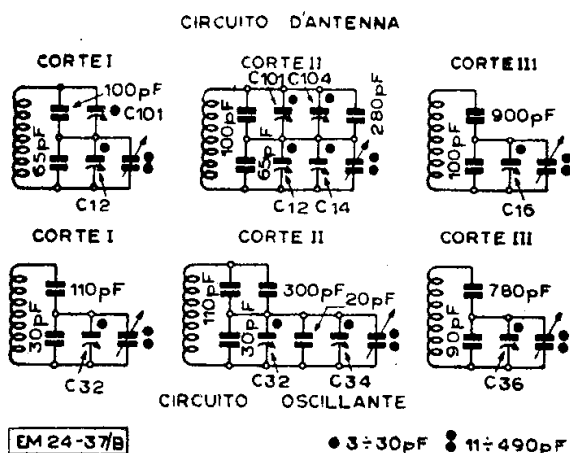 CIRCUITO D'ANTENNA
CORTE I
CORTE II
CORTE III
100pF
C101
65pF
C12
C101 C104
100pF
65pF
280pF
C12 C14
900pF
100pF
C16
CORTE I
CORTE II
CORTE III
110pF
30pF
C32
110pF
300pF
20pF
30pF
C32 C34
780pF
90pF
C36
CIRCUITO OSCILLANTE
EM 24-37/B
3÷30pF
11÷490pF